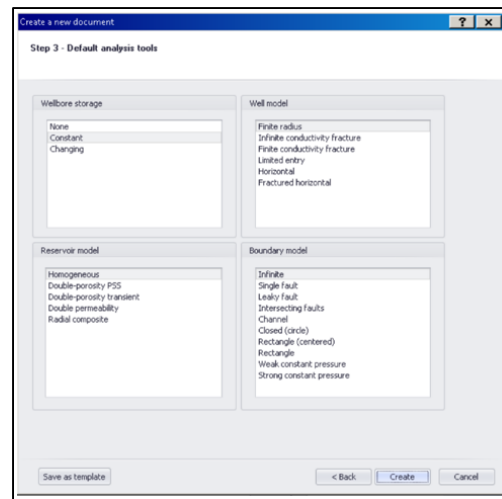 Create a new document
Step 3 - Default analysis tools
Wellbore storage
None
Constant
Changing
Well model
Finite radius
Infinite conductivity fracture
Finite conductivity fracture
Limited entry
Horizontal
Fractured horizontal
Reservoir model
Homogeneous
Double-porosity PSS
Double-porosity transient
Double permeability
Radial composite
Boundary model
Infinite
Single fault
Leaky fault
Intersecting faults
Channel
Closed (circle)
Rectangle (centered)
Rectangle
Weak constant pressure
Strong constant pressure
Save as template
< Back
Create
Cancel